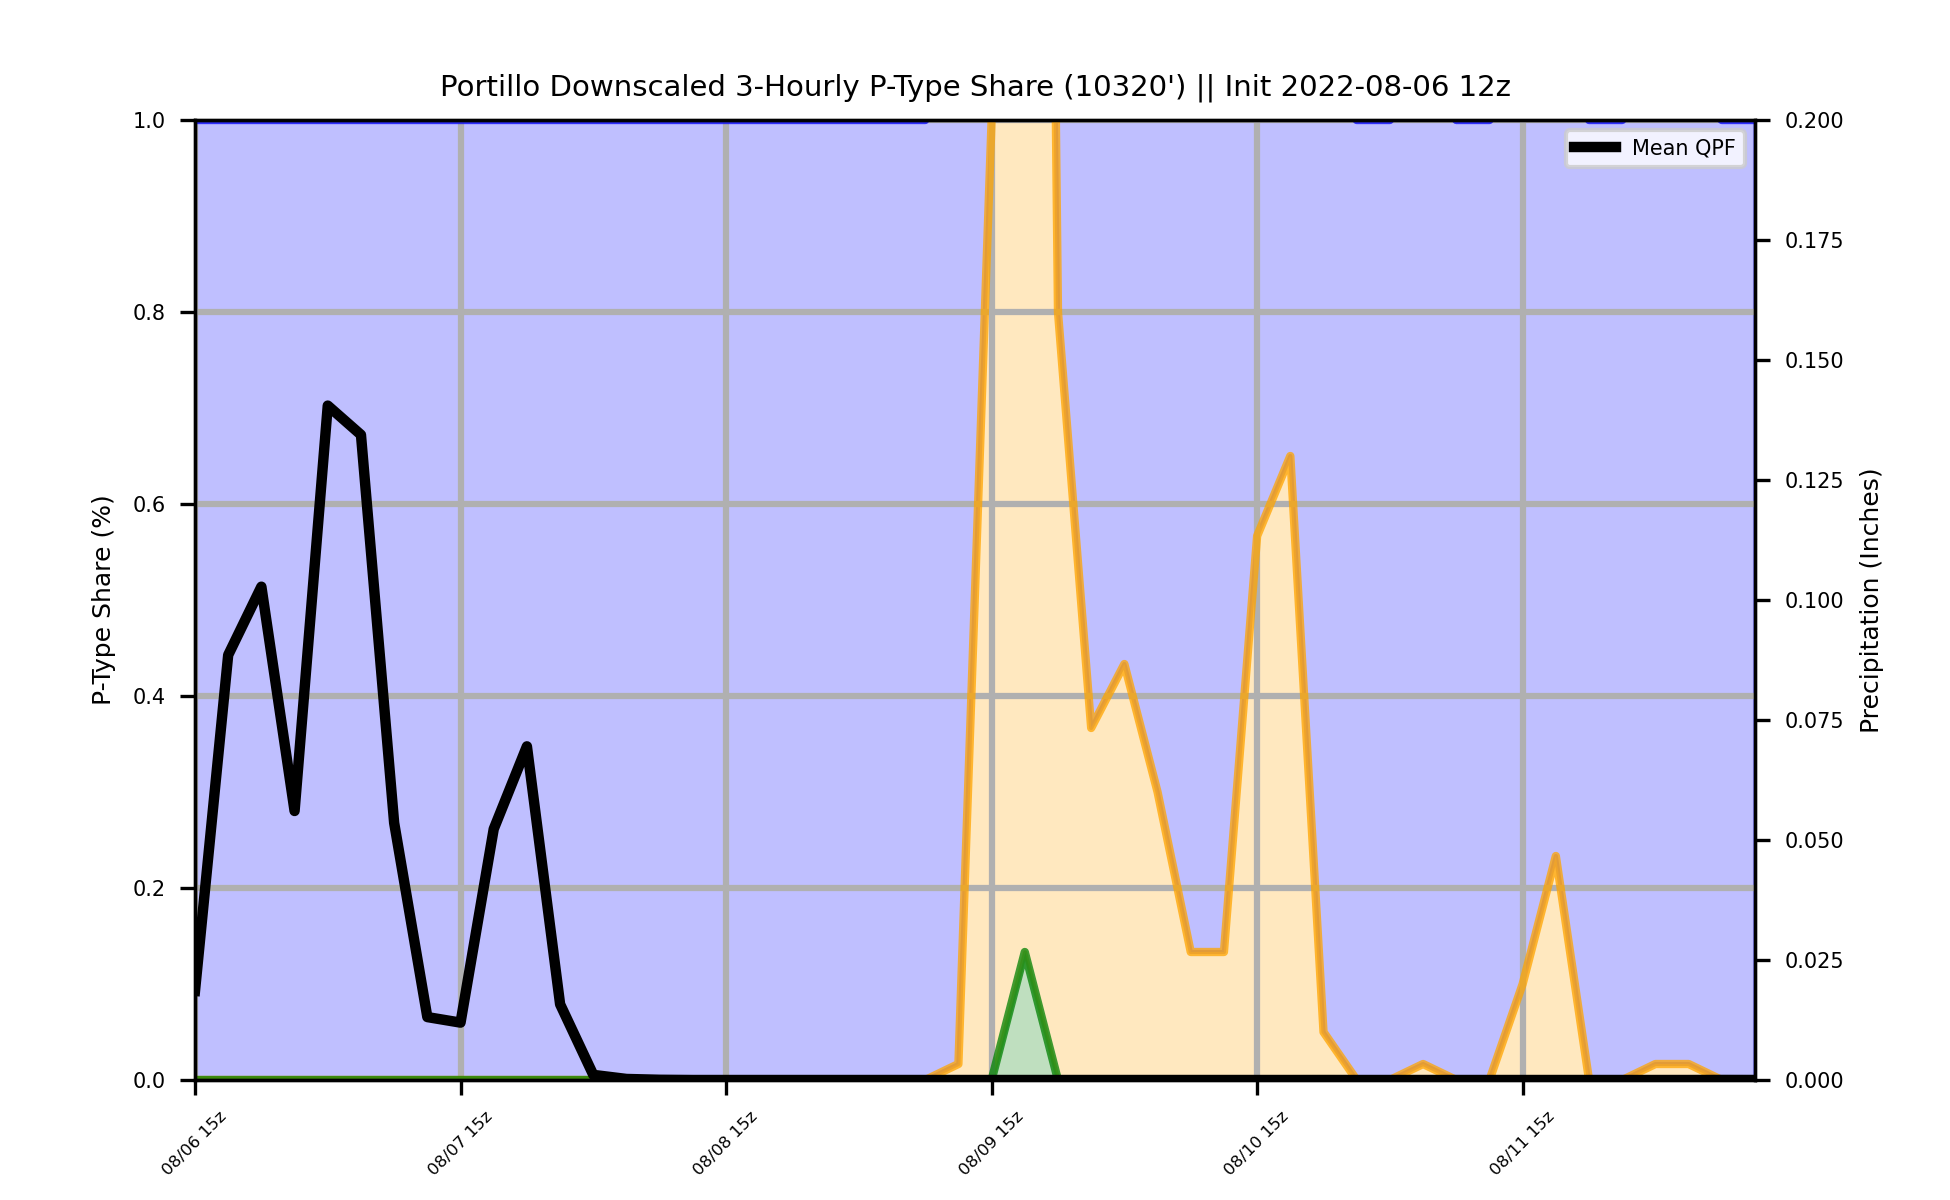 Portillo Downscaled 3-Hourly P-Type Share (10320') || Init 2022-08-06 12z
1.0
0.8
0.6
0.4
0.2
0.0
P-Type Share (%)
Mean QPF
0.200
0.175
0.150
0.125
0.100
0.075
0.050
0.025
0.000
Precipitation (Inches)
08/06 15z
08/07 15z
08/08 15z
08/09 15z
08/10 15z
08/11 15z